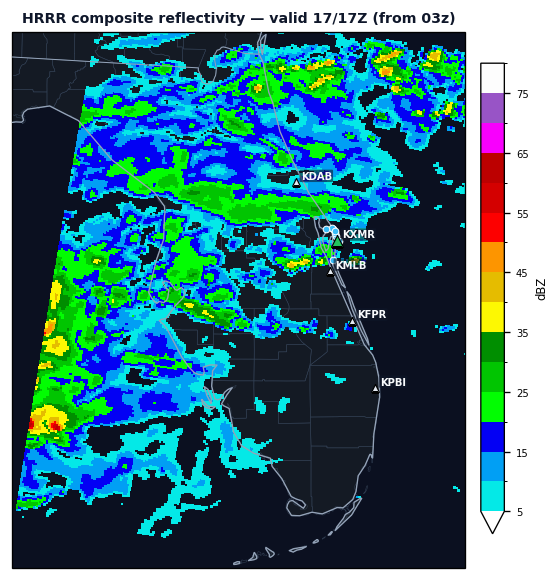 HRRR composite reflectivity — valid 17/17Z (from 03z)
75
65
55
45
35
25
15
5
dBZ
KDAB
KXMR
KMLB
KFPR
KPBI